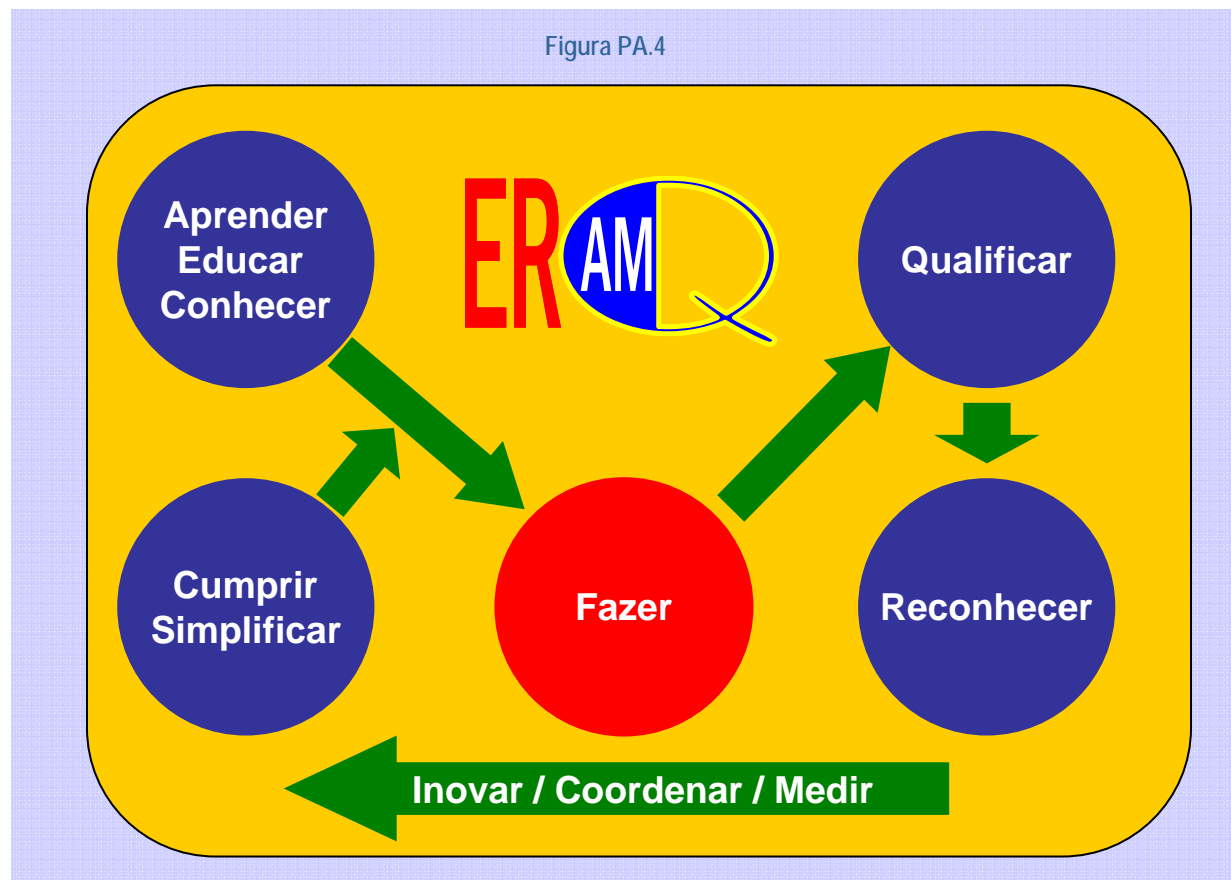 Figura PA.4
Aprender
Educar
Conhecer
ER AM Q
Qualificar
Cumprir
Simplificar
Fazer
Reconhecer
Inovar / Coordenar / Medir